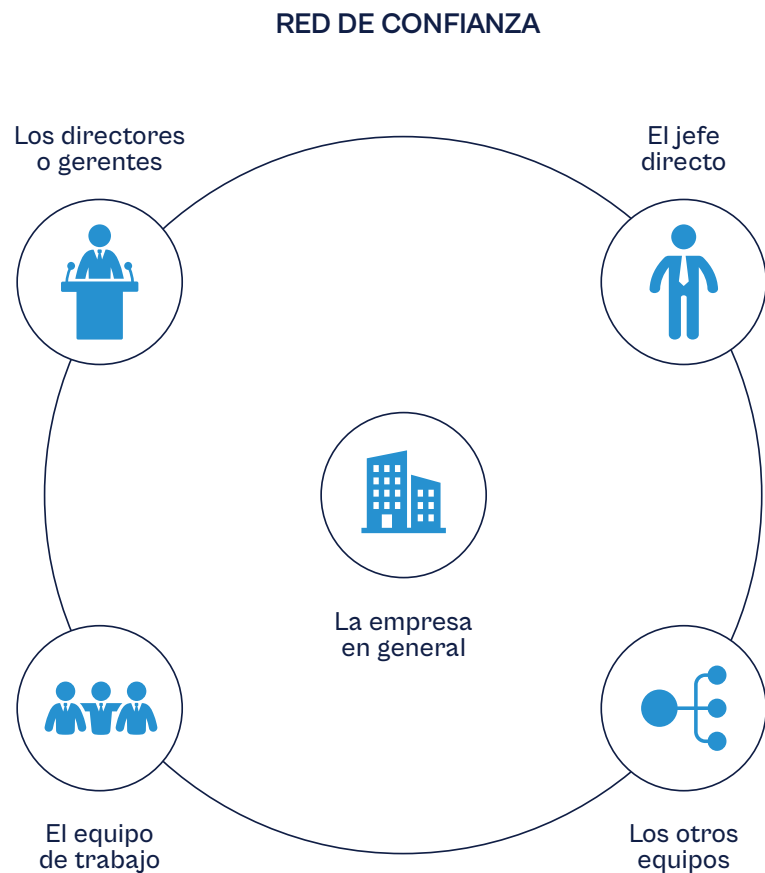 RED DE CONFIANZA
Los directores
o gerentes
El jefe
directo
La empresa
en general
El equipo
de trabajo
Los otros
equipos